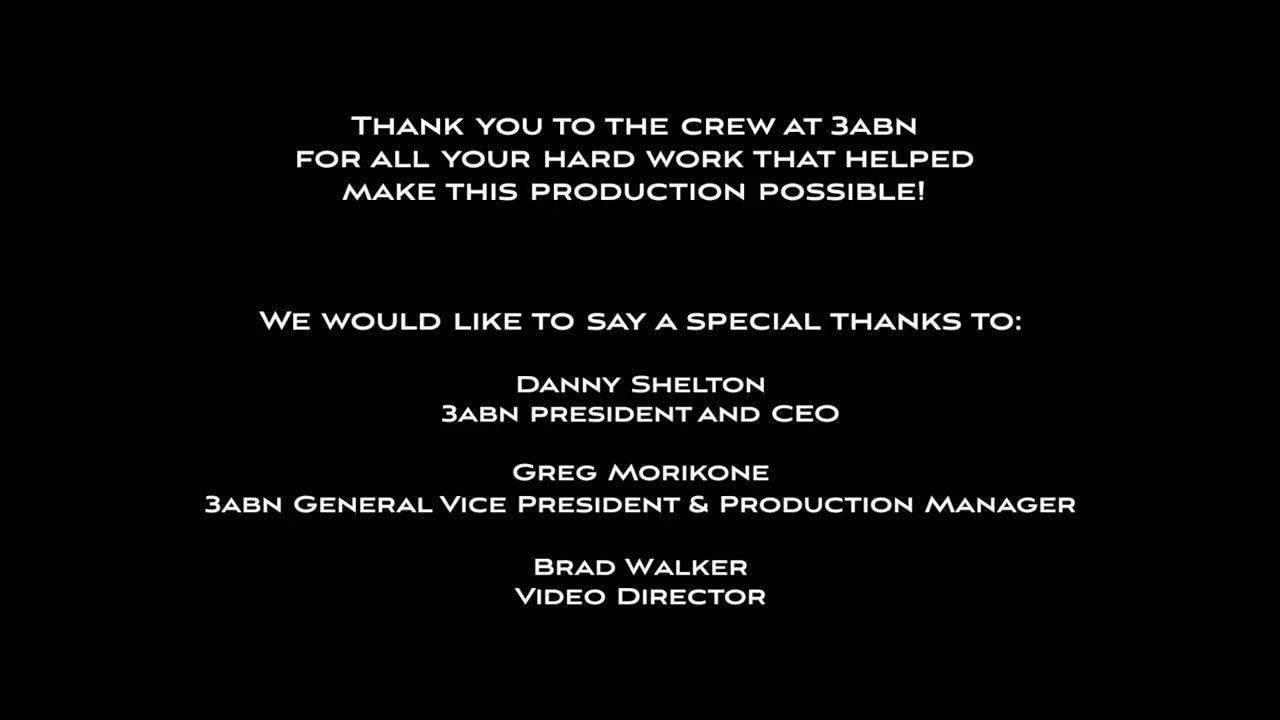 Thank you to the crew at 3abn
for all your hard work that helped
make this production possible!
We would like to say a special thanks to:
Danny Shelton
3abn president and CEO
Greg Morikone
3abn General Vice President & Production Manager
Brad Walker
Video Director